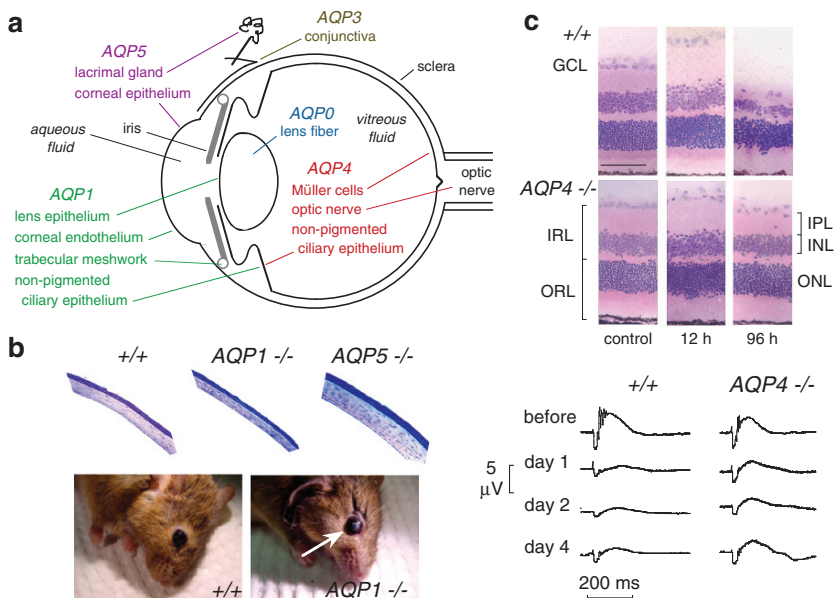 a
AQP5
lacrimal gland
corneal epithelium
AQP3
conjunctiva
sclera
aqueous
fluid
iris
AQP0
lens fiber
vitreous
fluid
AQP4
Müller cells
optic nerve
non-pigmented
ciliary epithelium
optic
nerve
AQP1
lens epithelium
corneal endothelium
trabecular meshwork
non-pigmented
ciliary epithelium
b
+/+
AQP1 -/-
AQP5 -/-
+/+
AQP1 -/-
c
+/+
GCL
AQP4 -/-
IRL
ORL
IPL
INL
ONL
control
12 h
96 h
+/+
AQP4 -/-
before
day 1
5
μV
day 2
day 4
200 ms